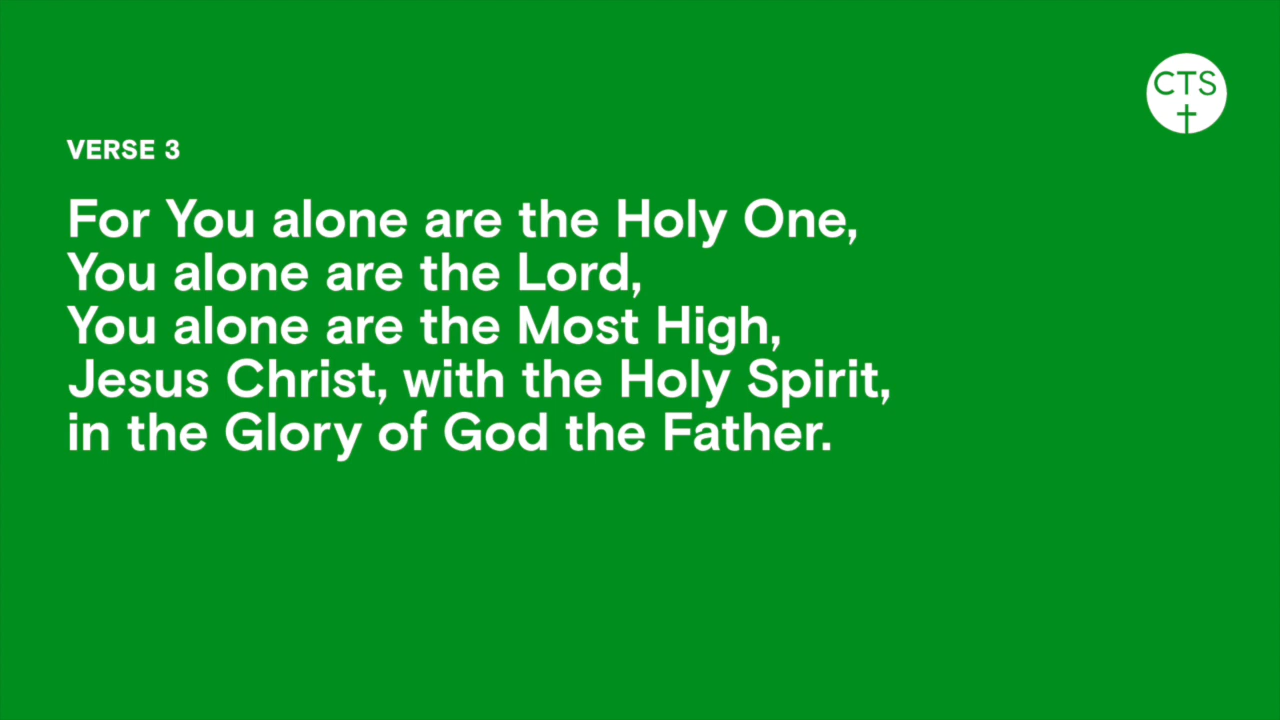 CTS
VERSE 3
For You alone are the Holy One,
You alone are the Lord,
You alone are the Most High,
Jesus Christ, with the Holy Spirit,
in the Glory of God the Father.